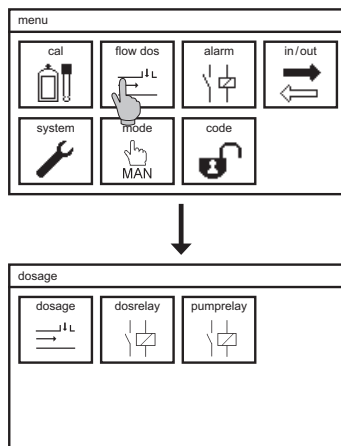 menu
cal flow dos alarm in/out
system mode code
MAN
dosage
dosage dosrelay pumprelay